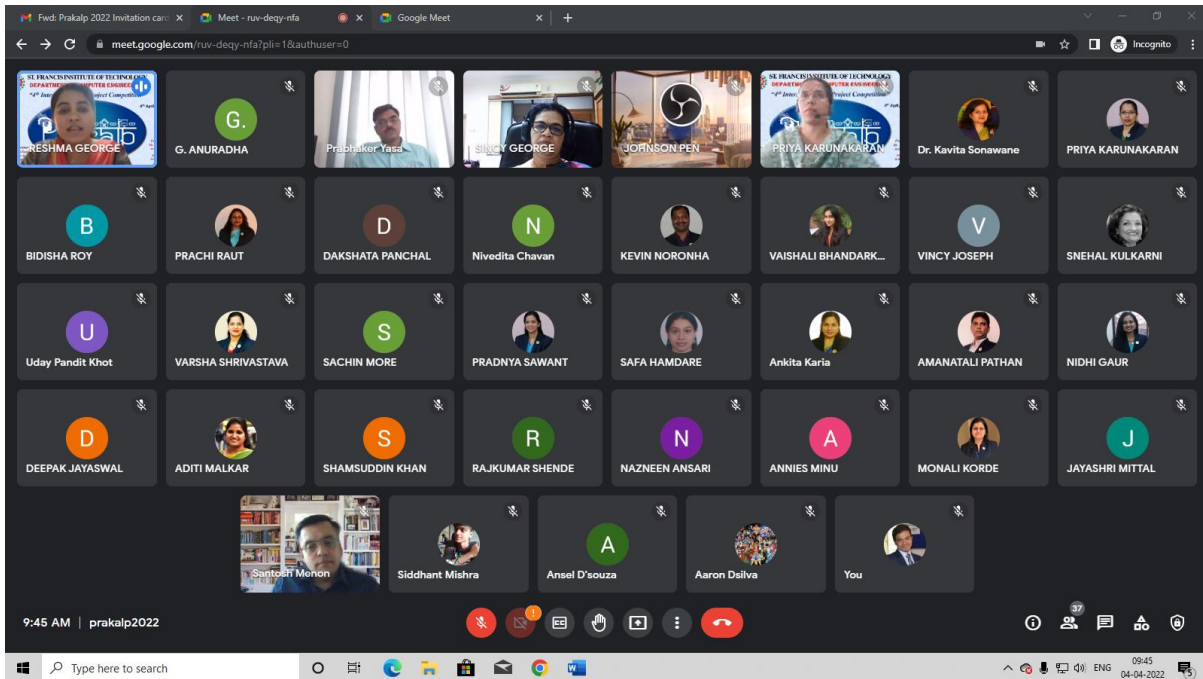 Fwd: Prakalp 2022 Invitation card
Meet - ruv-deqy-nfa
Google Meet
meet.google.com/ruv-deqy-nfa?pli=1&authuser=0
Incognito
ST. FRANCIS INSTITUTE OF TECHNOLOGY
RESHMA GEORGE
G.
G. ANURADHA
Prabhaker Yasa
SINCY GEORGE
JOHNSON PEN
ST. FRANCIS INSTITUTE OF TECHNOLOGY
PRIYA KARUNAKARAN
Dr. Kavita Sonawane
PRIYA KARUNAKARAN
B
BIDISHA ROY
PRACHI RAUT
D
DAKSHATA PANCHAL
N
Nivedita Chavan
KEVIN NORONHA
VAISHALI BHANDARK...
V
VINCY JOSEPH
SNEHAL KULKARNI
U
Uday Pandit Khot
VARSHA SHRIVASTAVA
S
SACHIN MORE
PRADNYA SAWANT
SAFA HAMDARE
Ankita Karia
AMANATALI PATHAN
NIDHI GAUR
D
DEEPAK JAYASWAL
ADITI MALKAR
S
SHAMSUDDIN KHAN
R
RAJKUMAR SHENDE
N
NAZNEEN ANSARI
A
ANNIES MINU
MONALI KORDE
J
JAYASHRI MITTAL
Santosh Menon
Siddhant Mishra
A
Ansel D'souza
Aaron Dsilva
You
9:45 AM | prakalp2022
37
Type here to search
ENG
09:45
04-04-2022
5